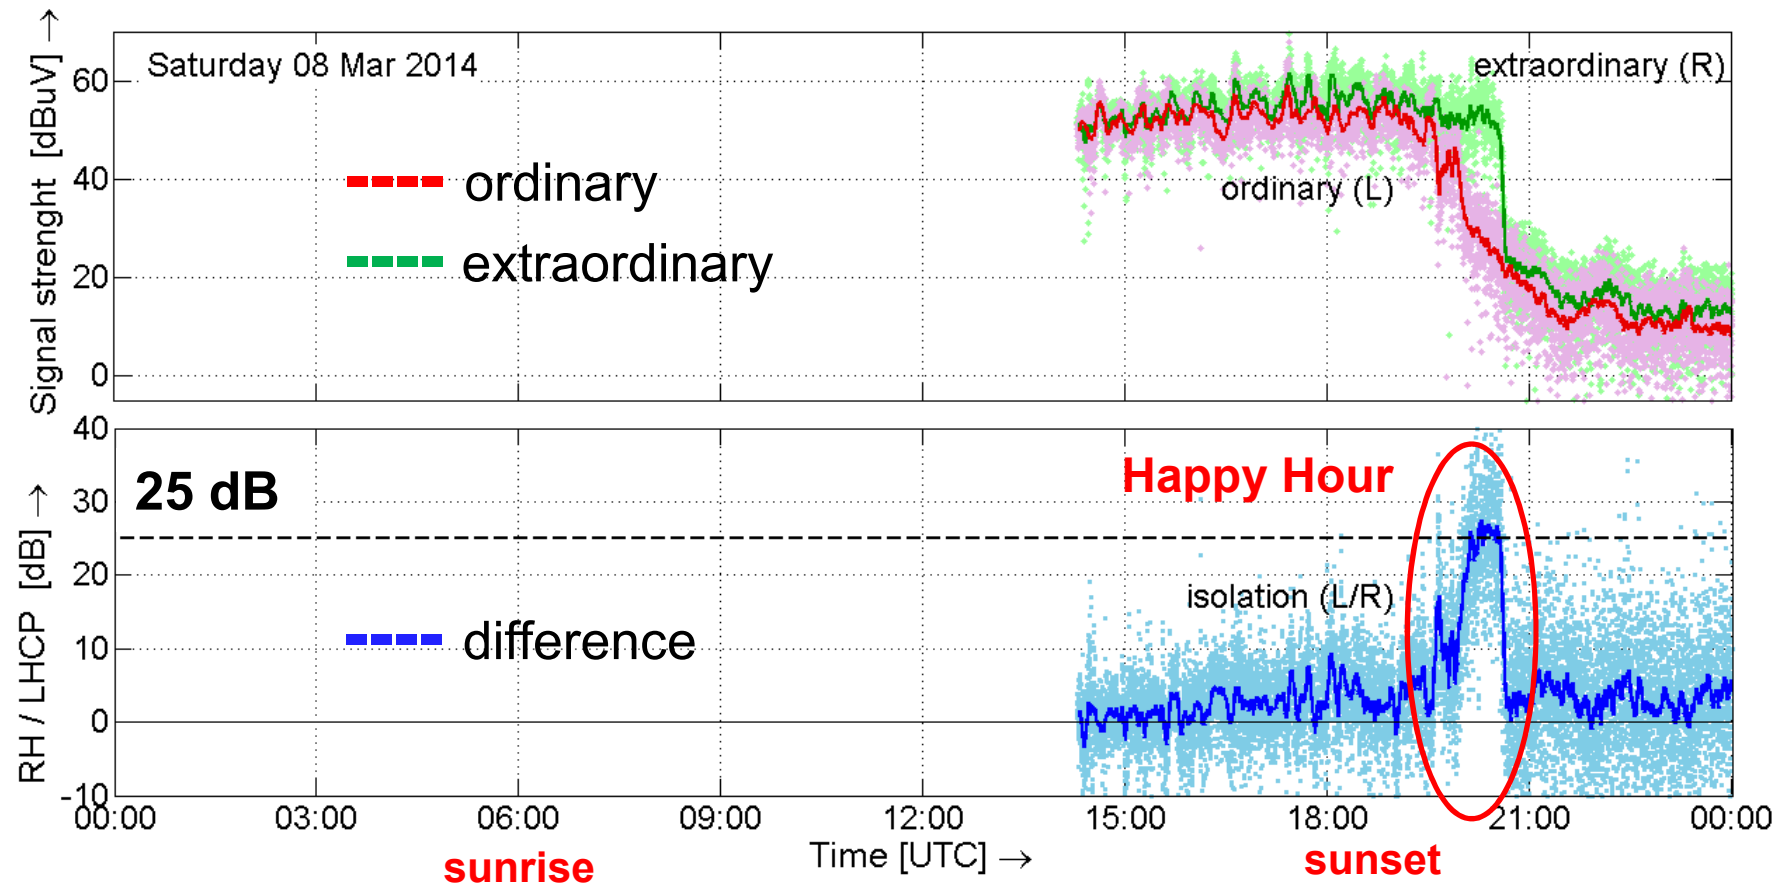 Signal strenght [dBuV] →
Saturday 08 Mar 2014
extraordinary (R)
60
40
20
0
ordinary
extraordinary
ordinary (L)
RH / LHCP [dB] →
40
30
20
10
0
-10
25 dB
Happy Hour
isolation (L/R)
difference
00:00 03:00 06:00 09:00 12:00 15:00 18:00 21:00 00:00
Time [UTC] →
sunrise
sunset